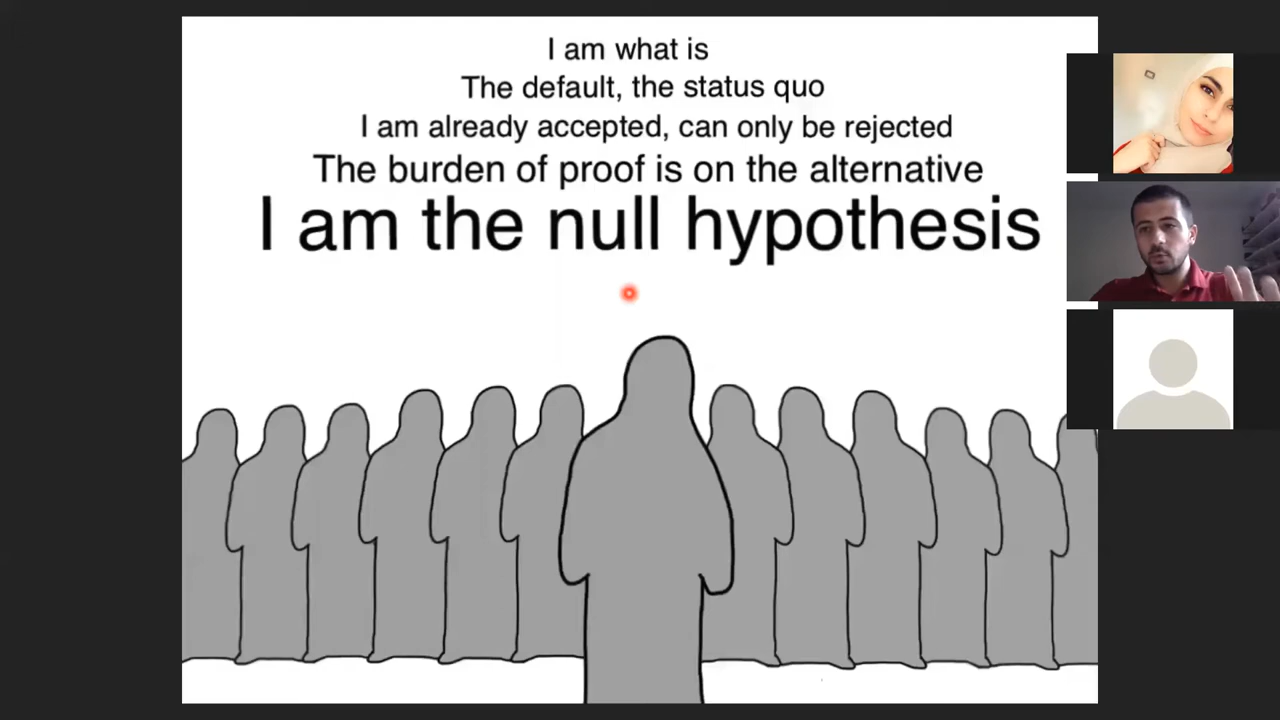 I am what is
The default, the status quo
I am already accepted, can only be rejected
The burden of proof is on the alternative
I am the null hypothesis